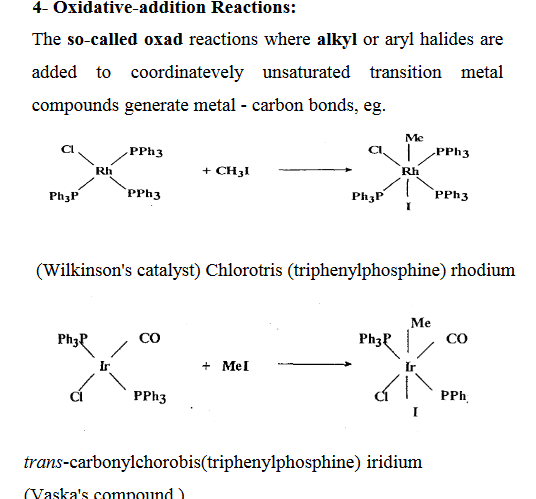 4- Oxidative-addition Reactions:
The so-called oxad reactions where alkyl or aryl halides are
added to coordinatevely unsaturated transition metal
compounds generate metal - carbon bonds, eg.
Me
Cl PPh3 Cl PPh3
Rh + CH3I Rh
Ph3P PPh3 Ph3P PPh3
I
(Wilkinson's catalyst) Chlorotris (triphenylphosphine) rhodium
Me
Ph3P CO Ph3P CO
Ir + MeI Ir
Cl PPh3 Cl PPh
I
trans-carbonylchorobis(triphenylphosphine) iridium
(Vaska's compound )